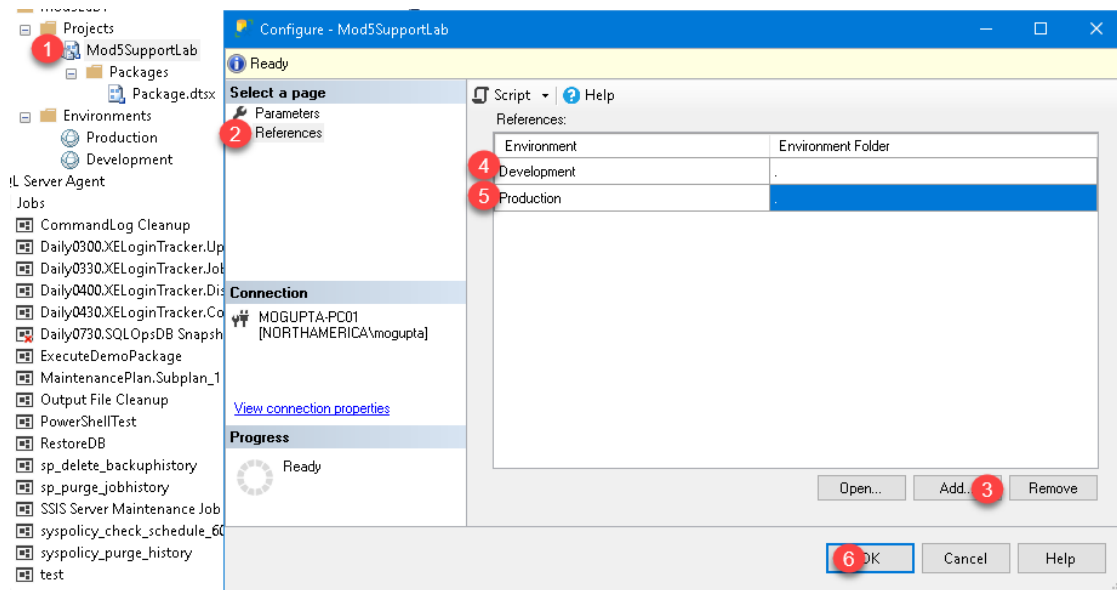 Projects
1
Mod5SupportLab
Packages
Package.dtsx
Environments
Production
Development
L Server Agent
Jobs
CommandLog Cleanup
Daily0300.XELoginTracker.Up
Daily0330.XELoginTracker.Jo
Daily0400.XELoginTracker.Dis
Daily0430.XELoginTracker.Co
Daily0730.SQLOpsDB Snapsh
ExecuteDemoPackage
MaintenancePlan.Subplan_1
Output File Cleanup
PowerShellTest
RestoreDB
sp_delete_backuphistory
sp_purge_jobhistory
SSIS Server Maintenance Job
syspolicy_check_schedule_60
syspolicy_purge_history
test
Configure - Mod5SupportLab
Ready
Select a page
Parameters
2
References
Connection
MOGUPTA-PC01
[NORTHAMERICA\mogupta]
View connection properties
Progress
Ready
Script Help
References:
Environment Environment Folder
4 Development .
5 Production .
Open... Add.. 3 Remove
6 OK Cancel Help